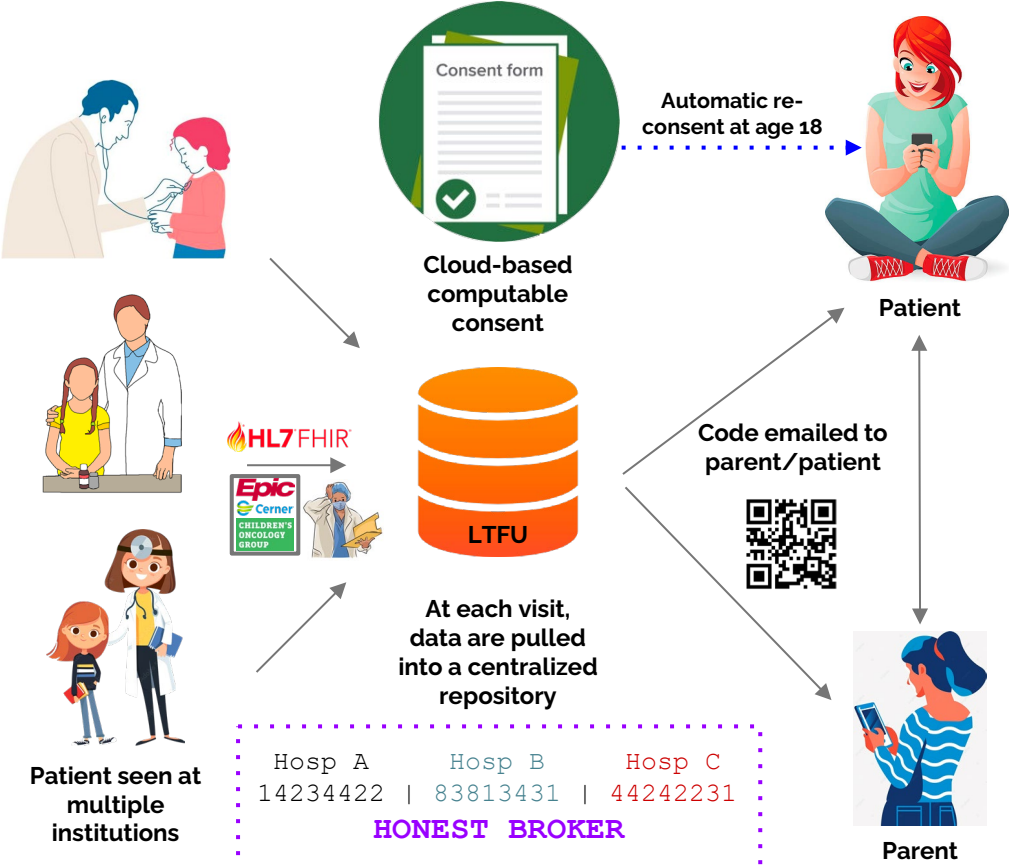 Consent form
Automatic re-
consent at age 18
Cloud-based
computable
consent
Patient
HL7 FHIR
Epic
Cerner
CHILDREN'S
ONCOLOGY
GROUP
LTFU
Code emailed to
parent/patient
At each visit,
data are pulled
into a centralized
repository
Patient seen at
multiple
institutions
Hosp A Hosp B Hosp C
14234422 | 83813431 | 44242231
HONEST BROKER
Parent